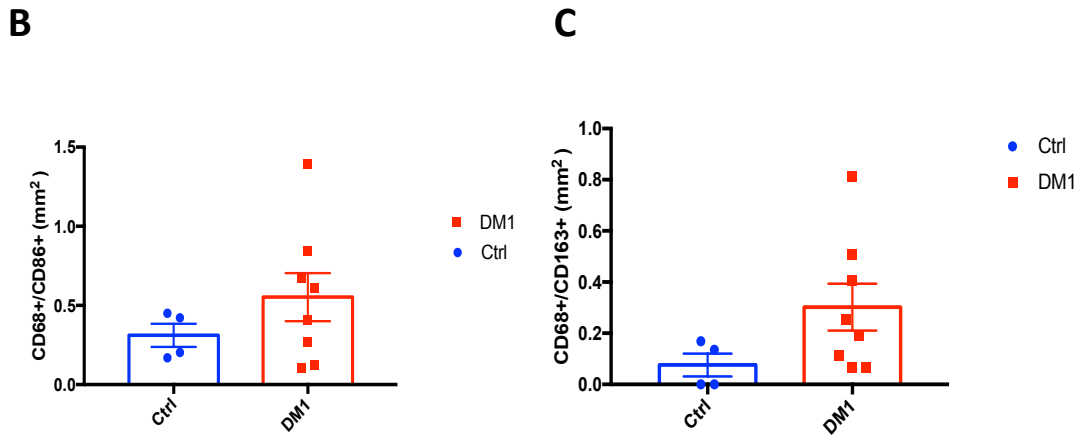 B
CD68+/CD86+ (mm²)
1.5
1.0
0.5
0.0
Ctrl
DM1
DM1
Ctrl
C
CD68+/CD163+ (mm²)
1.0
0.8
0.6
0.4
0.2
0.0
Ctrl
DM1
Ctrl
DM1